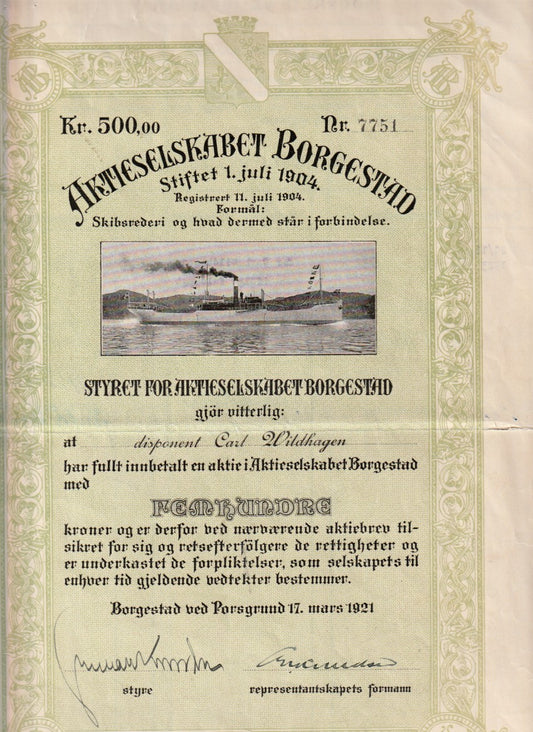 Kr. 500,00 Nr. 7751
AKTIESELSKABET BORGESTAD
Stiftet 1. juli 1904.
Registrert 11. juli 1904.
Formål:
Skibsrederi og hvad dermed står i forbindelse.
STYRET FOR AKTIESELSKABET BORGESTAD
gjör vitterlig:
at disponent Carl Wildhagen
har fullt innbetalt en aktie i Aktieselskabet Borgestad
med
FEMHUNDRE
kroner og er derfor ved nærværende aktiebrev til-
sikret for sig og retsefterfölgere de rettigheter og
er underkastet de forpliktelser, som selskapets til
enhver tid gjeldende vedtekter bestemmer.
Borgestad ved Porsgrund 17. mars 1921
styre representantskapets formann